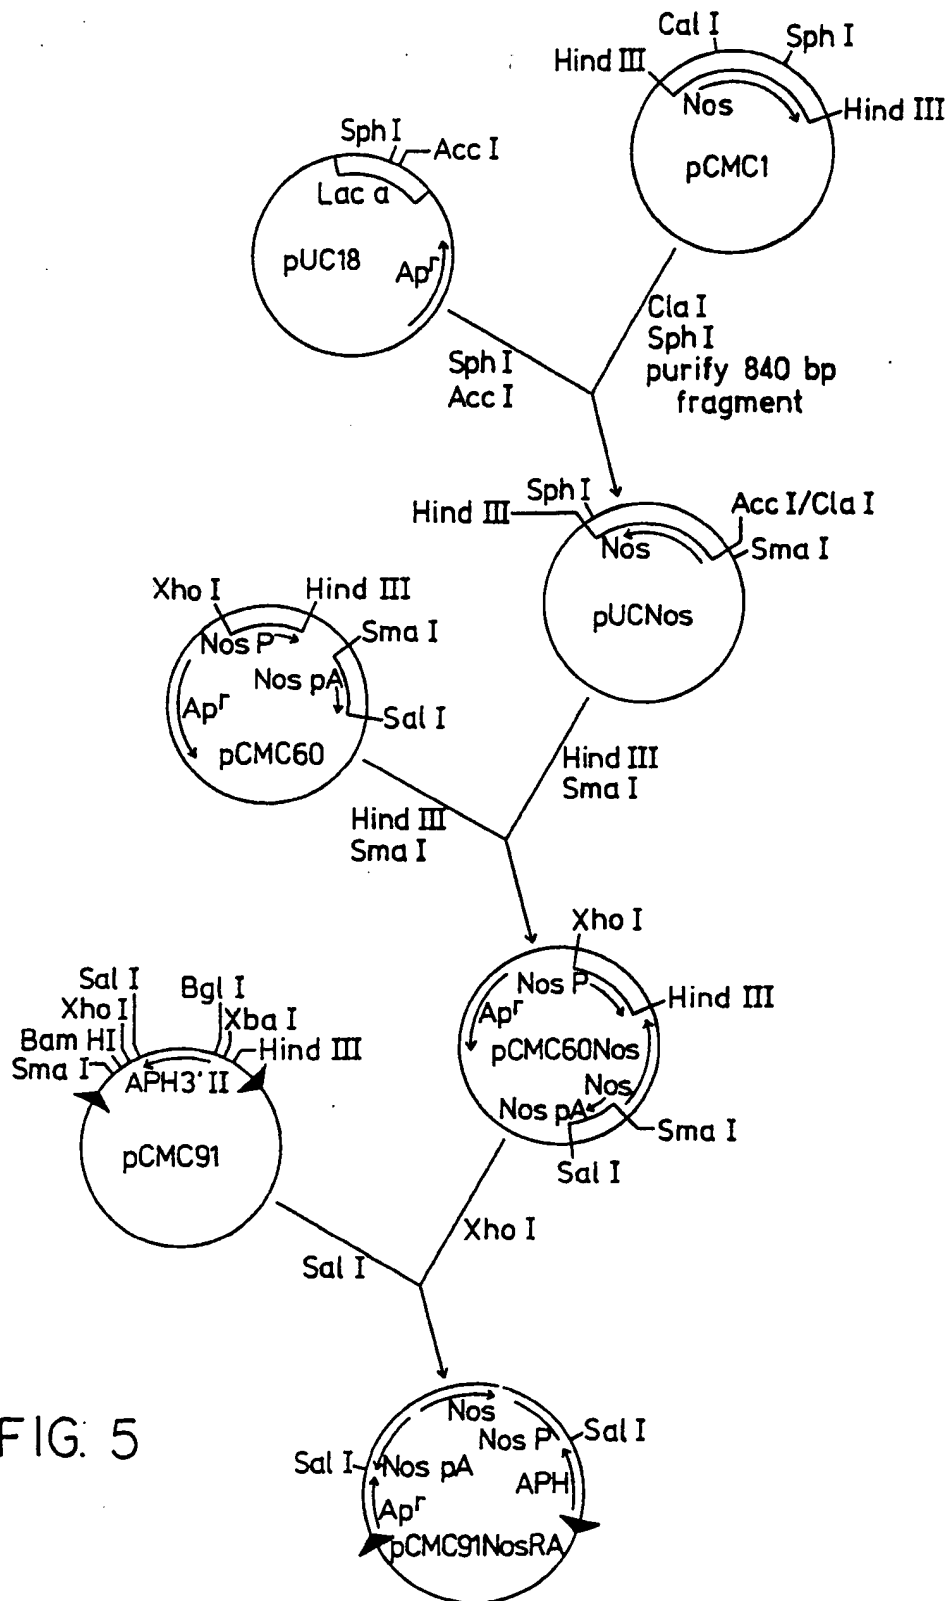 Cal I
Sph I
Hind III
Nos
Hind III
pCMC1
Sph I
Acc I
Lac a
pUC18
Apr
Cla I
Sph I
purify 840 bp
fragment
Sph I
Acc I
Sph I
Hind III
Acc I/Cla I
Sma I
Nos
pUCNos
Xho I
Hind III
Nos P
Sma I
Nos pA
Apr
Sal I
pCMC60
Hind III
Sma I
Hind III
Sma I
Xho I
Nos P
Hind III
Apr
pCMC60Nos
Nos
Nos pA
Sma I
Sal I
Sal I
Bgl I
Xho I
Xba I
Bam HI
Hind III
Sma I
APH3' II
pCMC91
Xho I
Sal I
Nos
Nos P
Sal I
Sal I
Nos pA
APH
Apr
pCMC91NosRA
FIG. 5